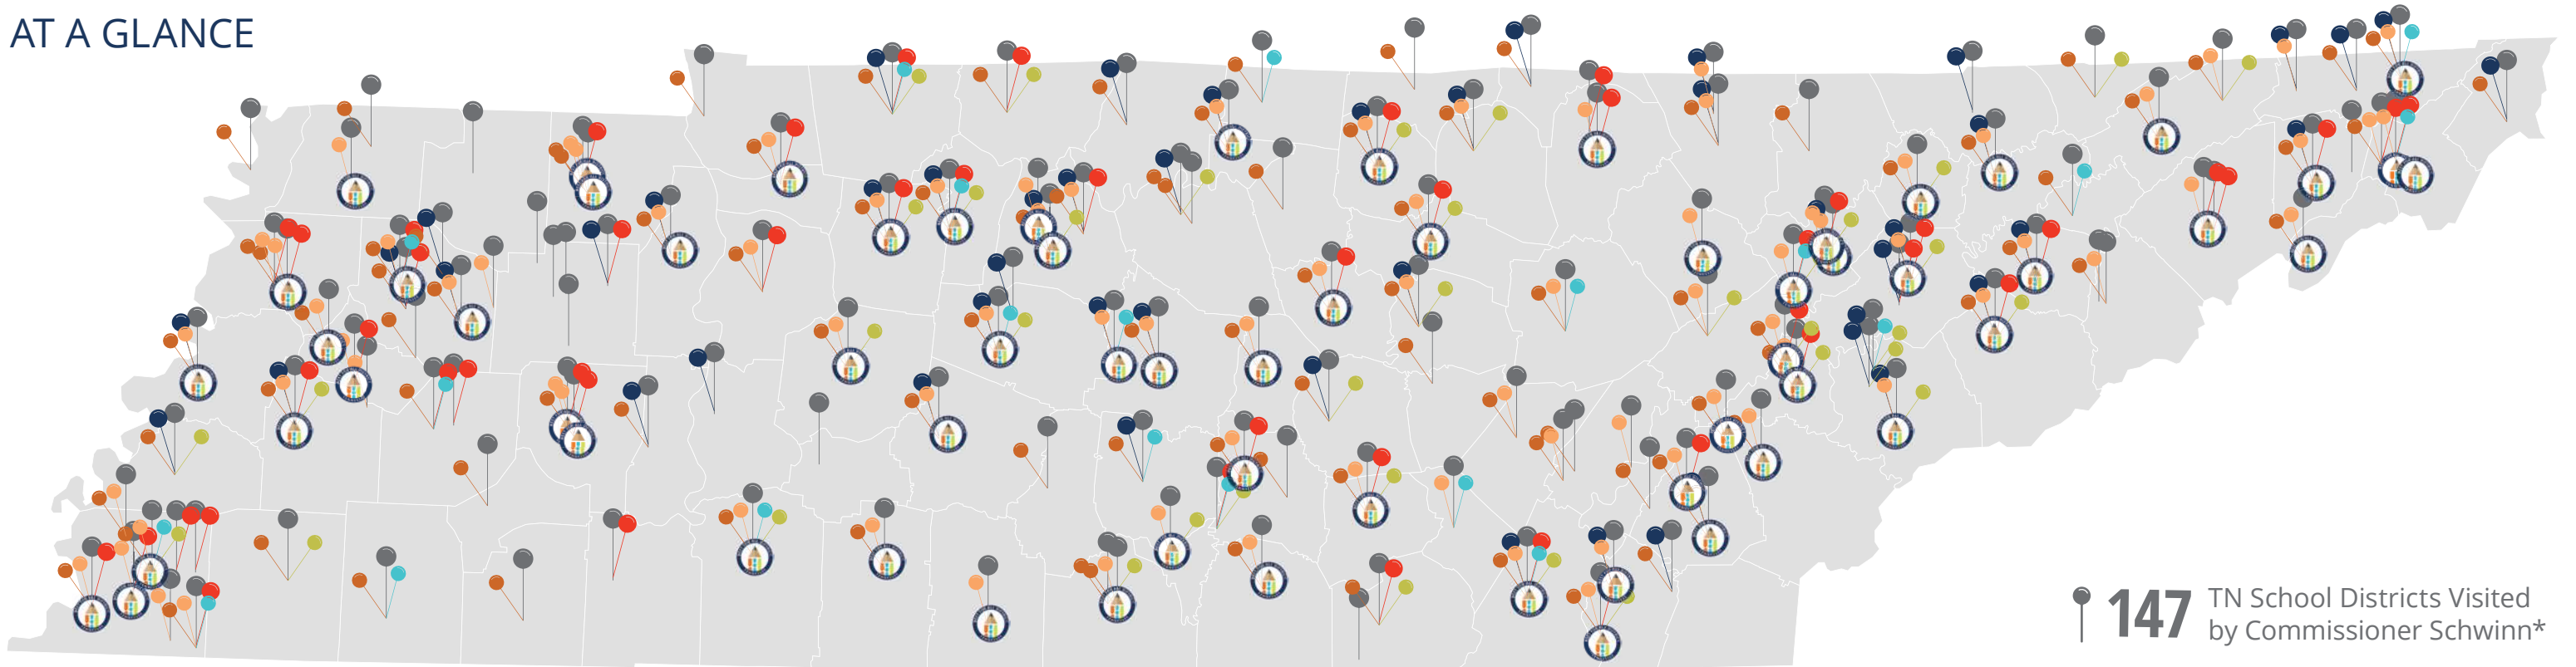 AT A GLANCE
147 TN School Districts Visited
by Commissioner Schwinn*